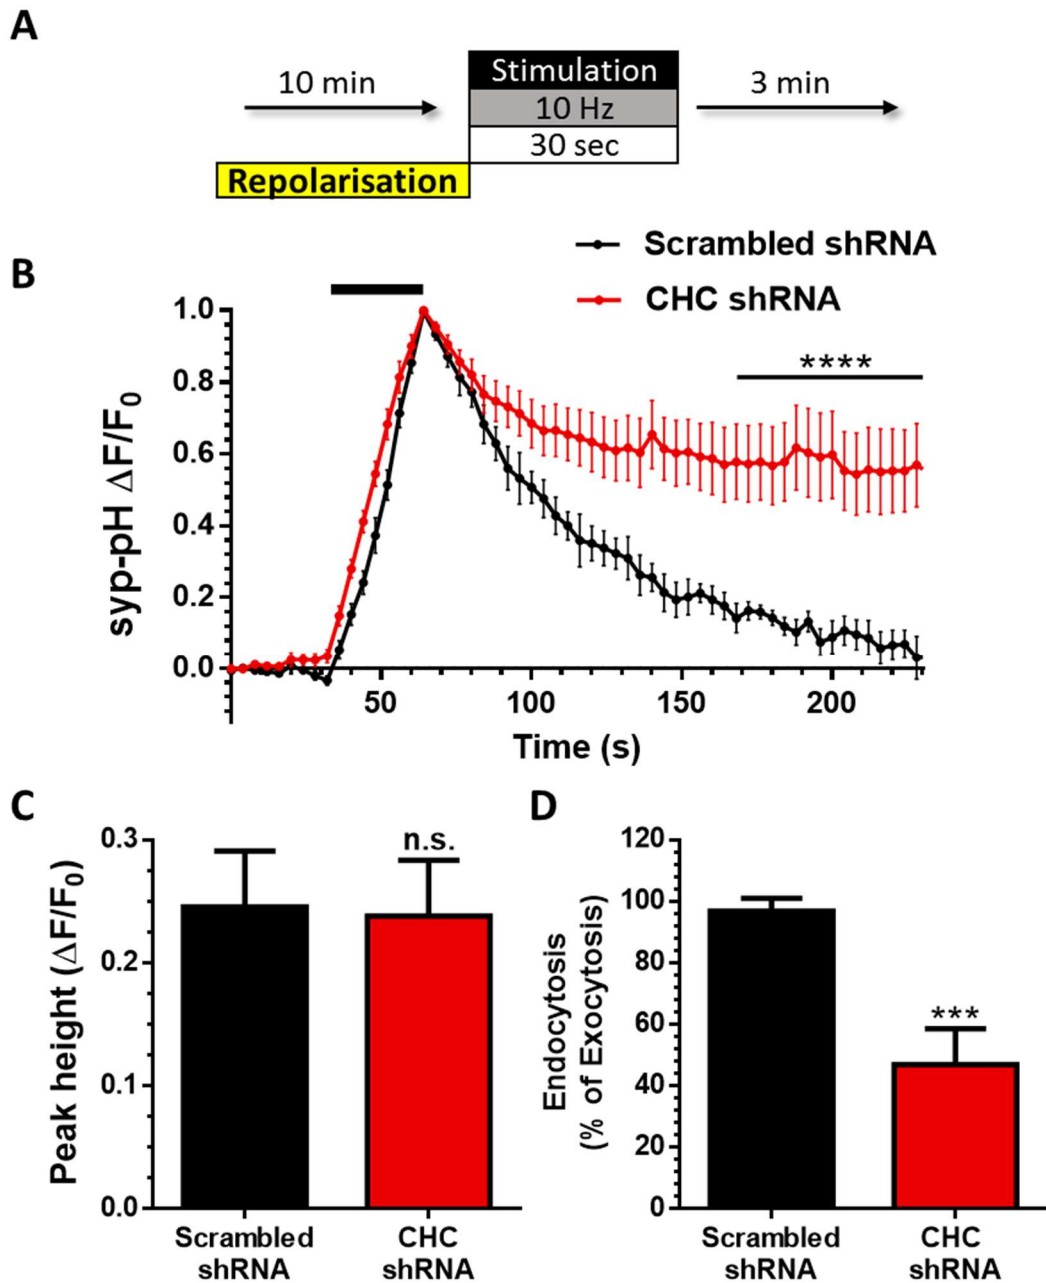 A
10 min
Stimulation
10 Hz
30 sec
3 min
Repolarisation
B
Scrambled shRNA
CHC shRNA
****
syp-pH ΔF/F0
1.0
0.8
0.6
0.4
0.2
0.0
50
100
150
200
Time (s)
C
Peak height (ΔF/F0)
0.3
0.2
0.1
0.0
n.s.
Scrambled
shRNA
CHC
shRNA
D
Endocytosis
(% of Exocytosis)
120
100
80
60
40
20
0
***
Scrambled
shRNA
CHC
shRNA